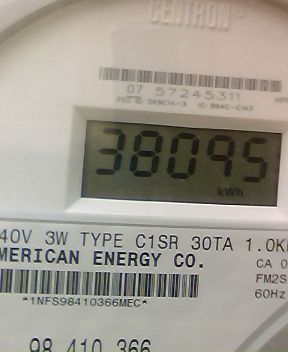 CENTRON
07 57245311
38095
kWh
40V 3W TYPE C1SR 30TA 1.0K
MERICAN ENERGY CO.
CA 0
FM2S
60Hz
*1NFS98410366MEC*
98 410 366